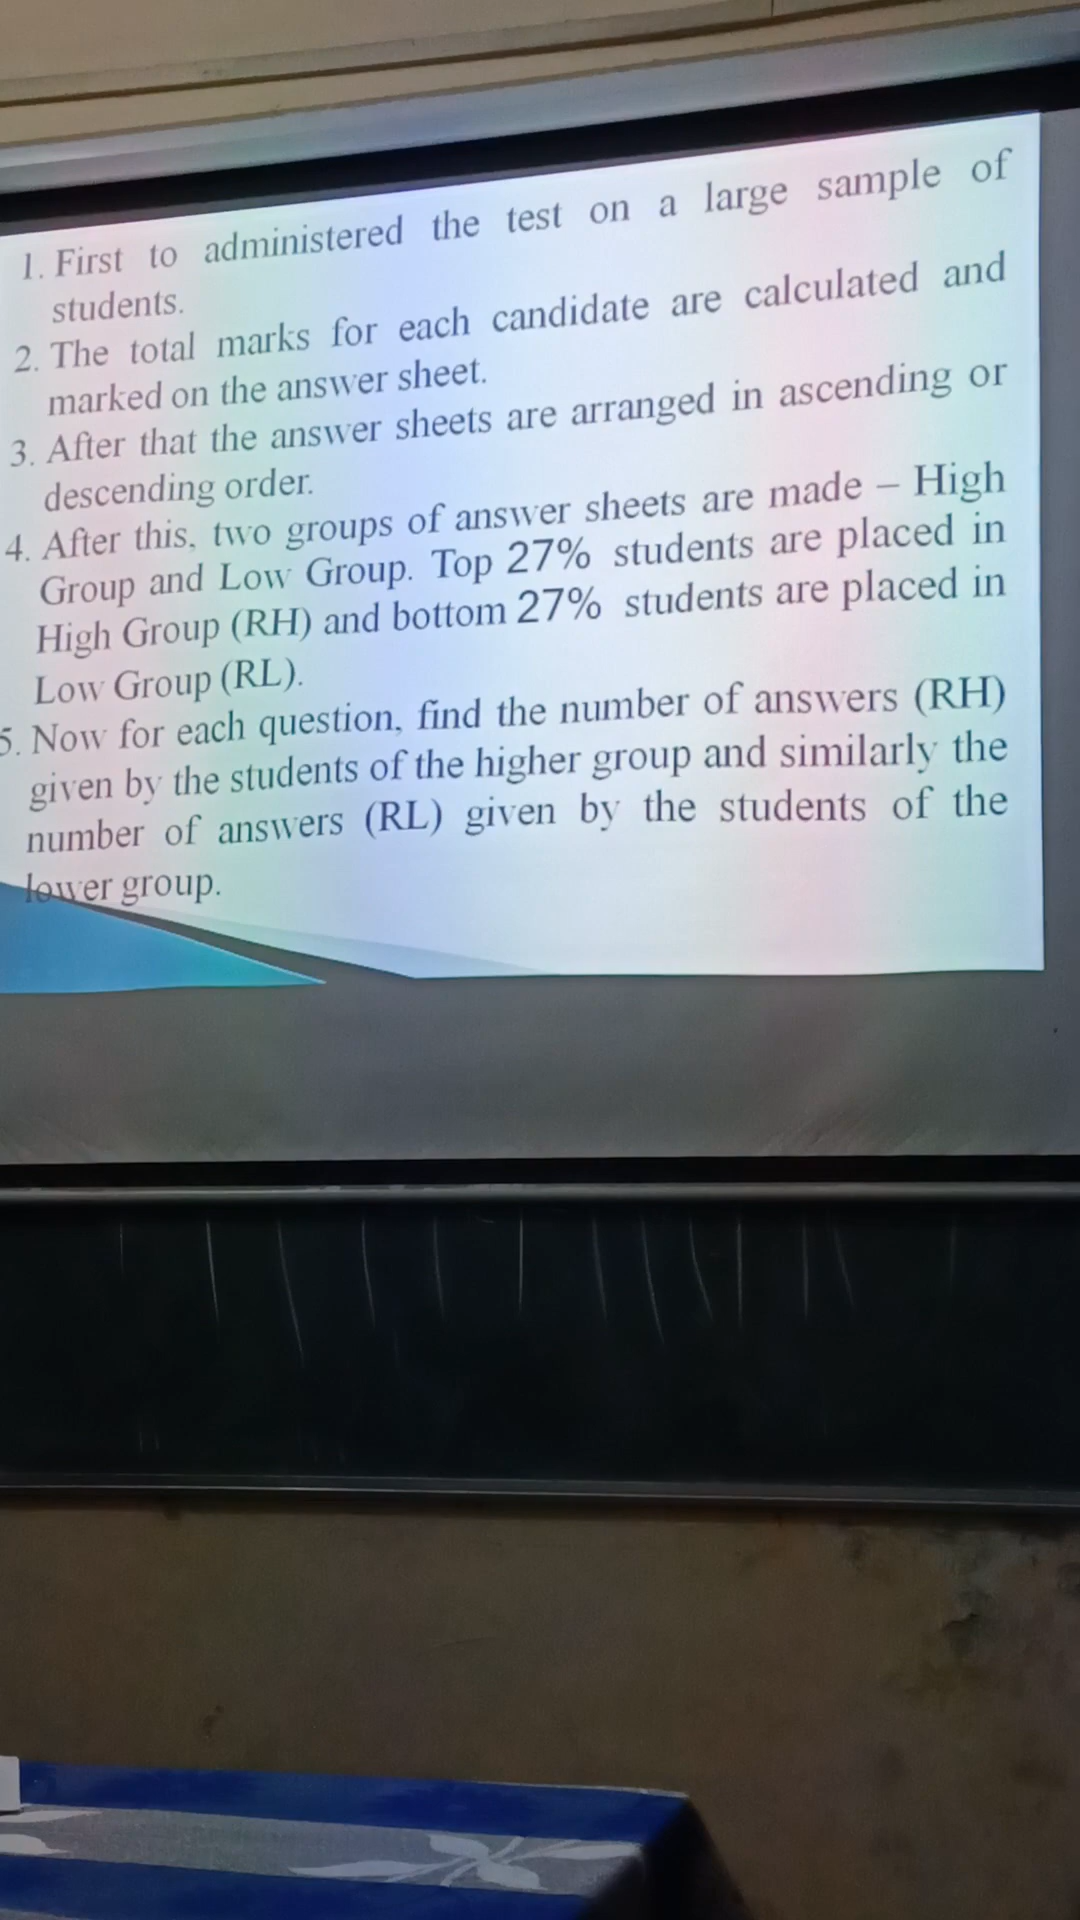 1. First to administered the test on a large sample of
students.
2. The total marks for each candidate are calculated and
marked on the answer sheet.
3. After that the answer sheets are arranged in ascending or
descending order.
4. After this, two groups of answer sheets are made – High
Group and Low Group. Top 27% students are placed in
High Group (RH) and bottom 27% students are placed in
Low Group (RL).
5. Now for each question, find the number of answers (RH)
given by the students of the higher group and similarly the
number of answers (RL) given by the students of the
lower group.